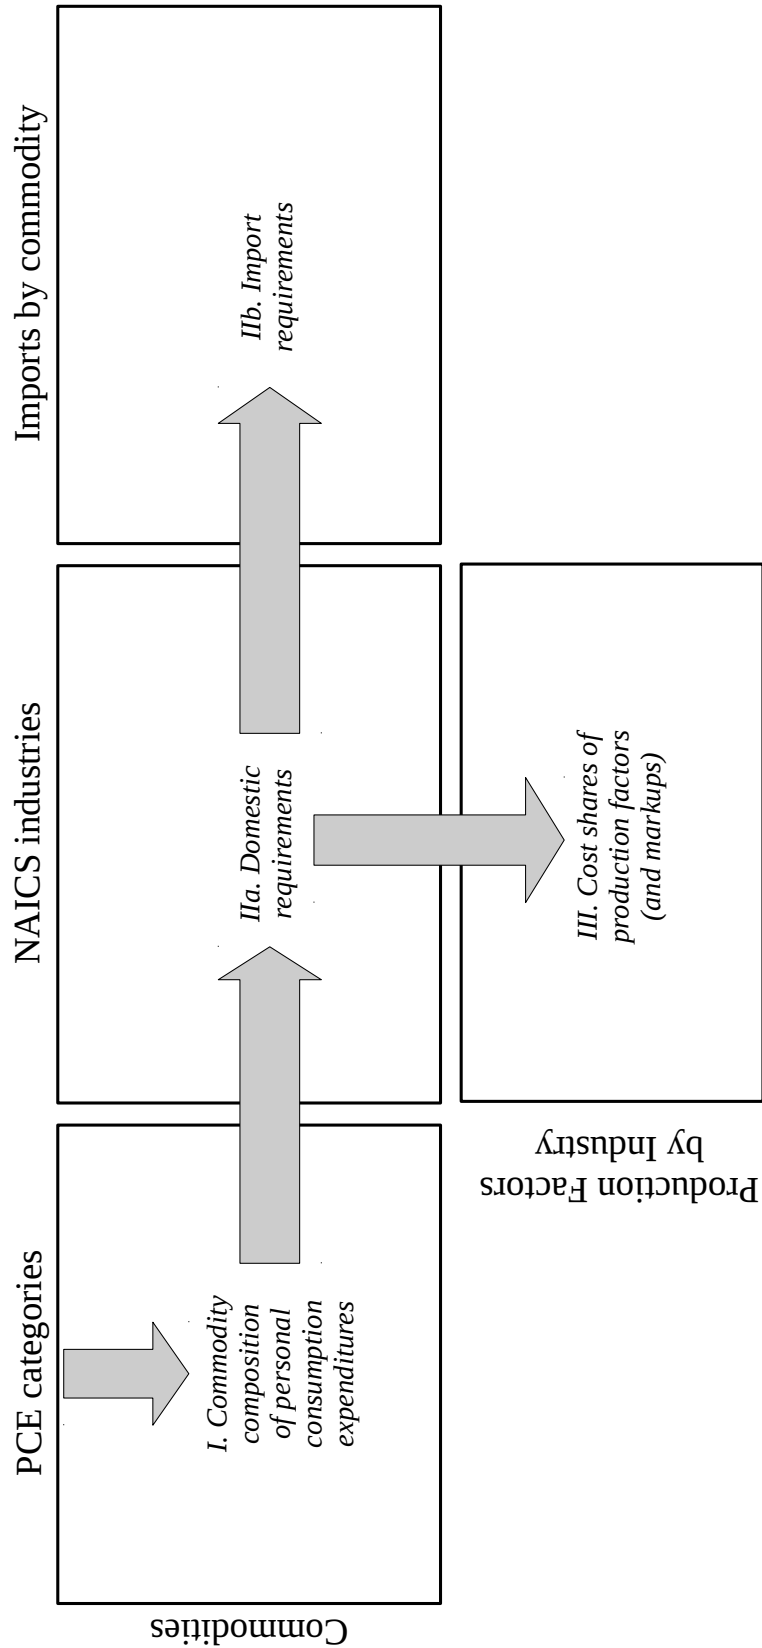 PCE categories
NAICS industries
Imports by commodity
Commodities
I. Commodity
composition
of personal
consumption
expenditures
IIa. Domestic
requirements
IIb. Import
requirements
Production Factors
by Industry
III. Cost shares of
production factors
(and markups)